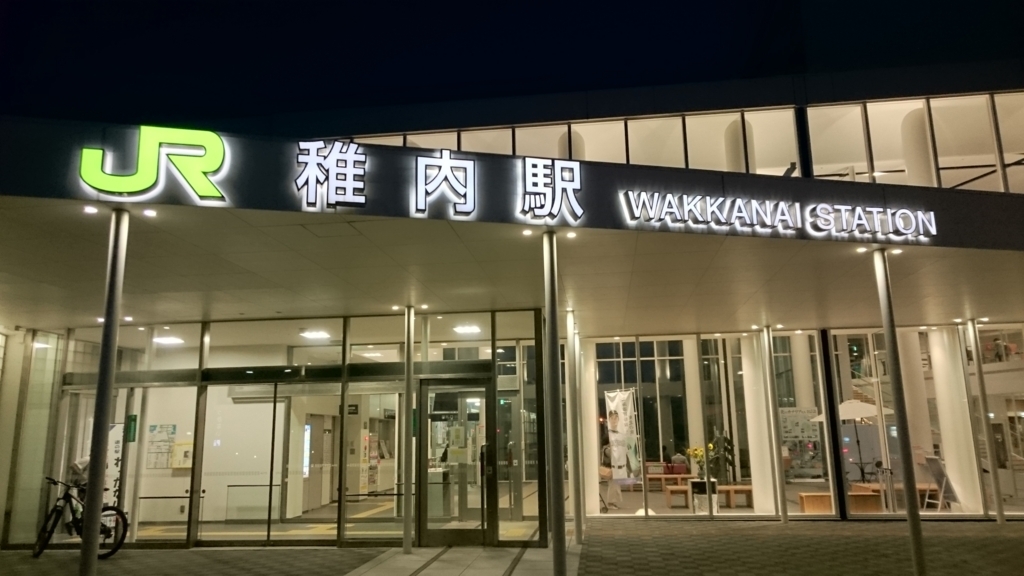 JR 稚内駅 WAKKANAI STATION